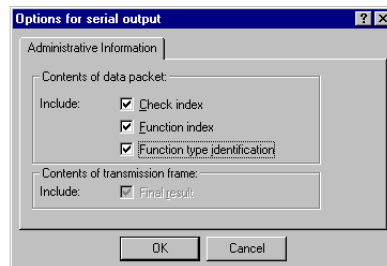 Options for serial output
Administrative Information
Contents of data packet:
Include: Check index
Function index
Function type identification
Contents of transmission frame:
Include: Final result
OK Cancel